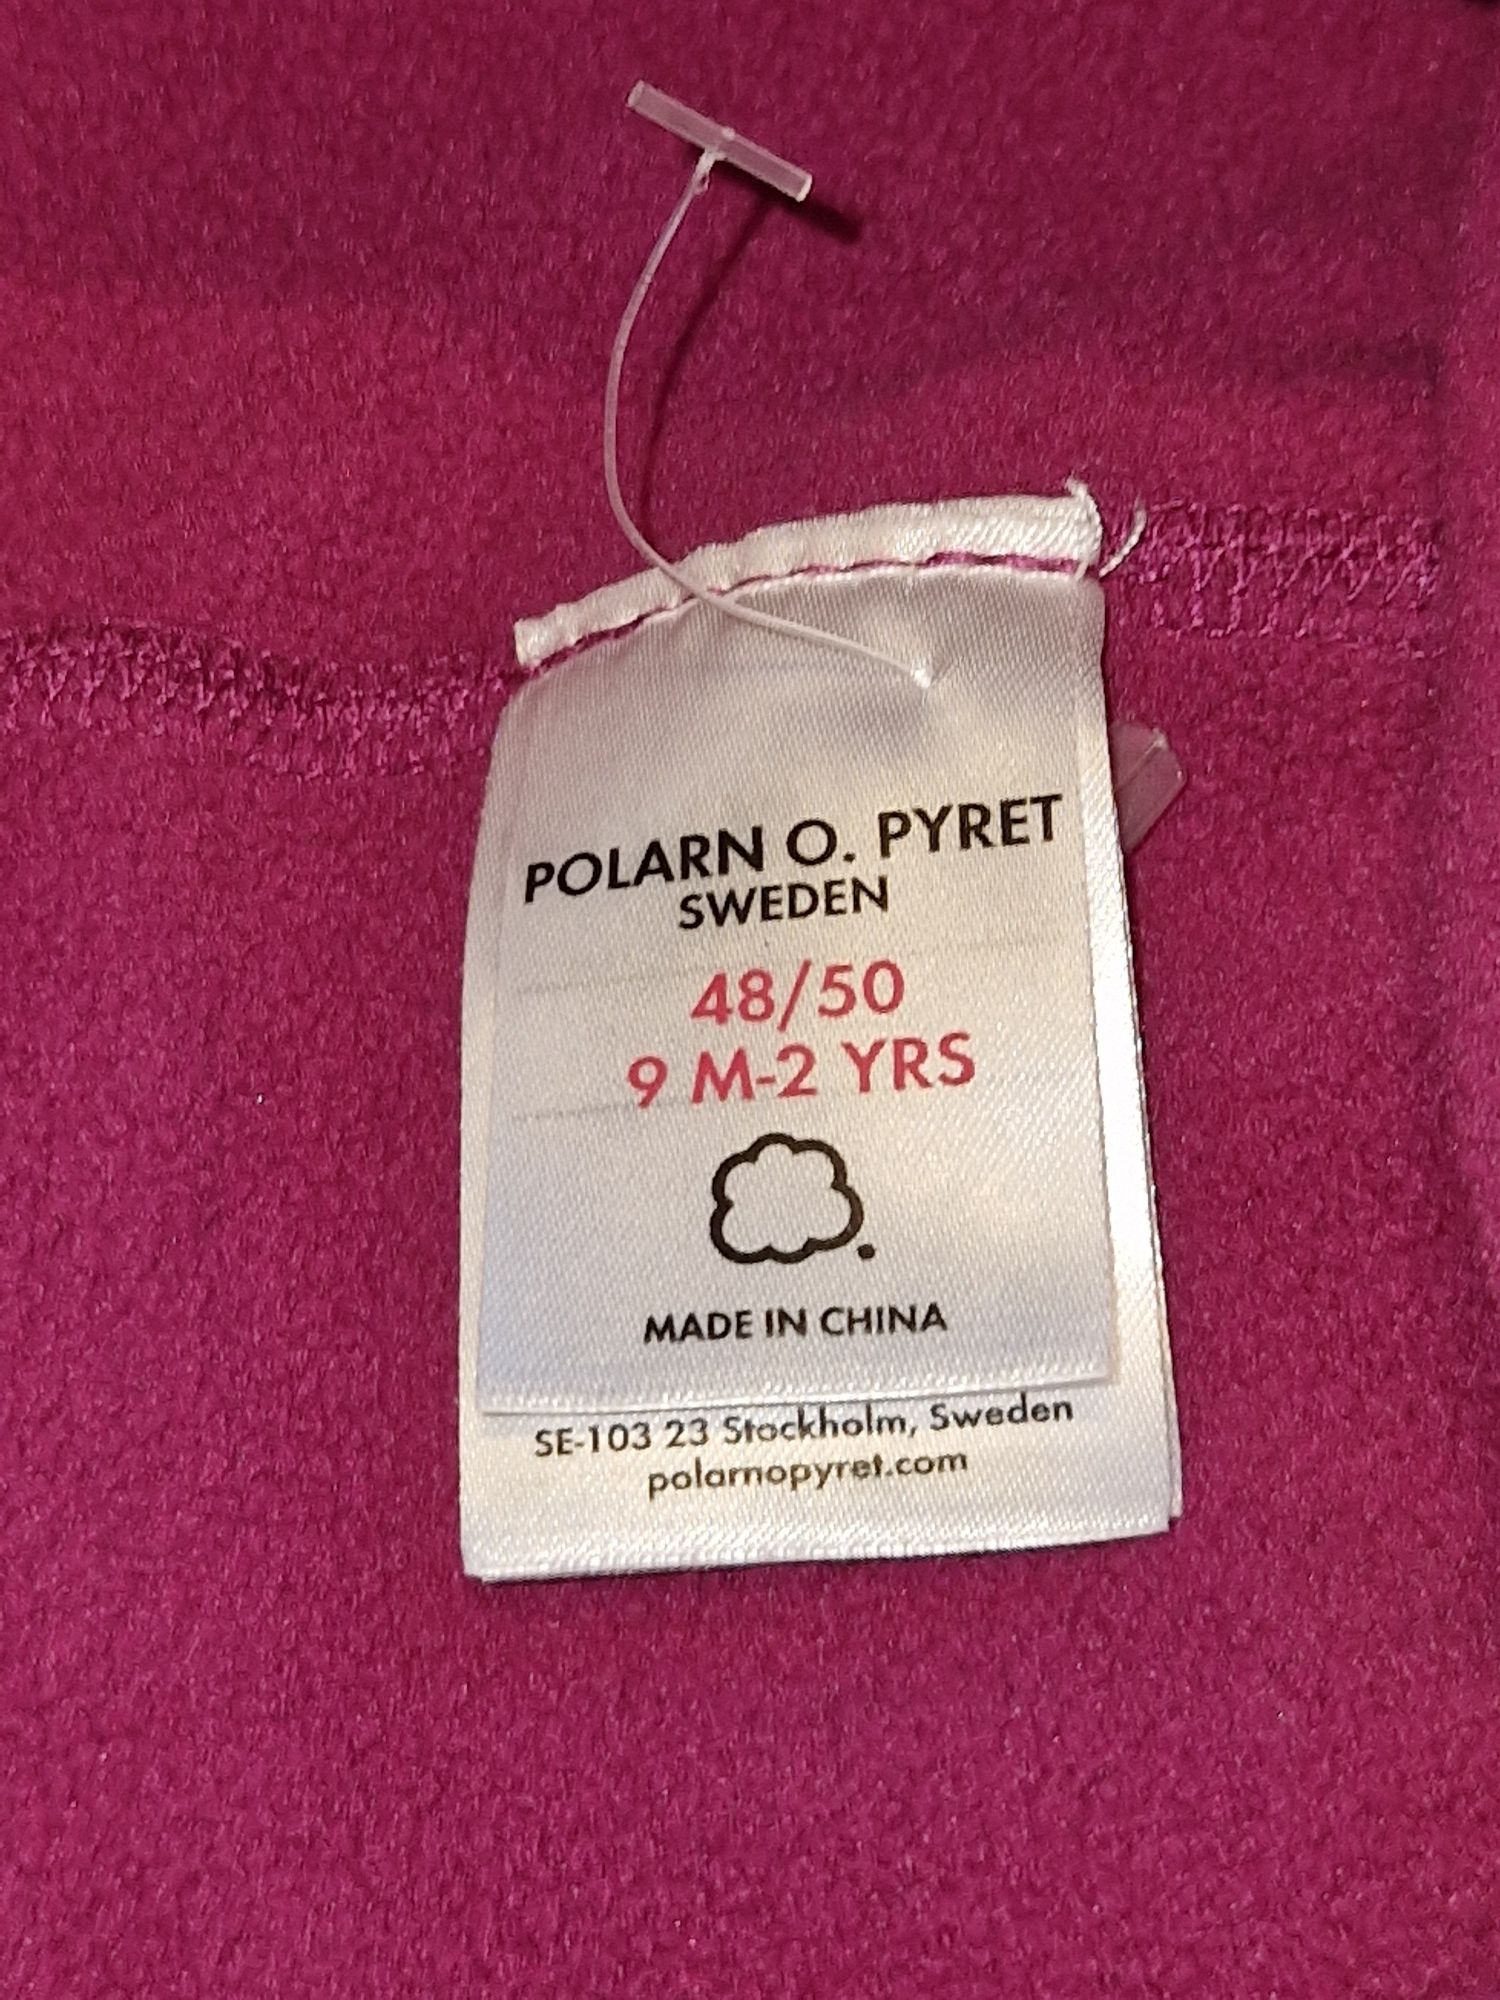 POLARN O. PYRET
SWEDEN
48/50
9 M-2 YRS
MADE IN CHINA
SE-103 23 Stockholm, Sweden
polarnopyret.com